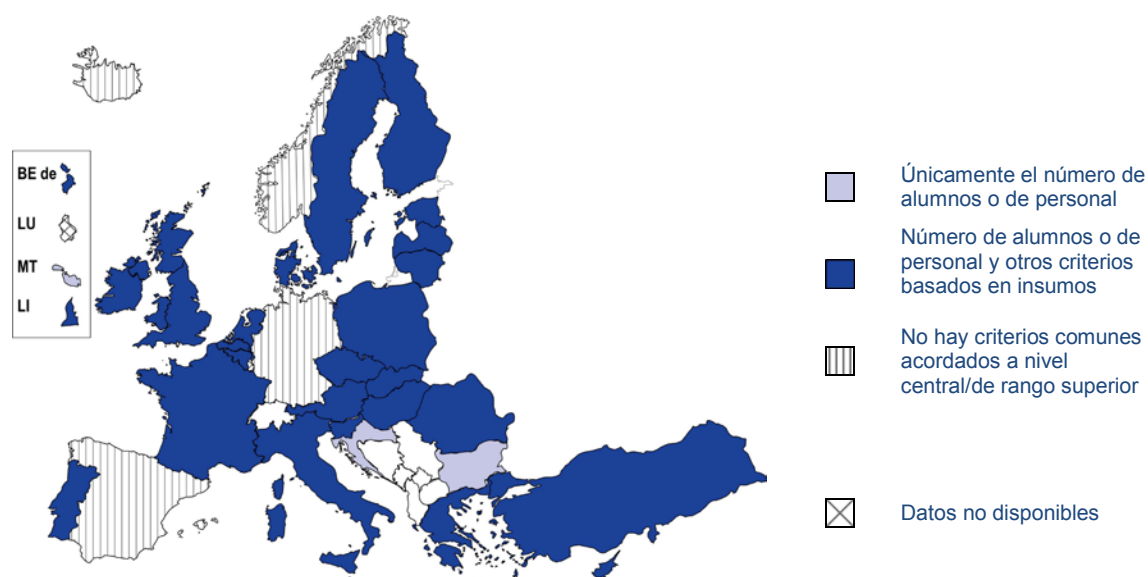 BE de
LU
MT
LI
Únicamente el número de
alumnos o de personal
Número de alumnos o de
personal y otros criterios
basados en insumos
No hay criterios comunes
acordados a nivel
central/de rango superior
Datos no disponibles